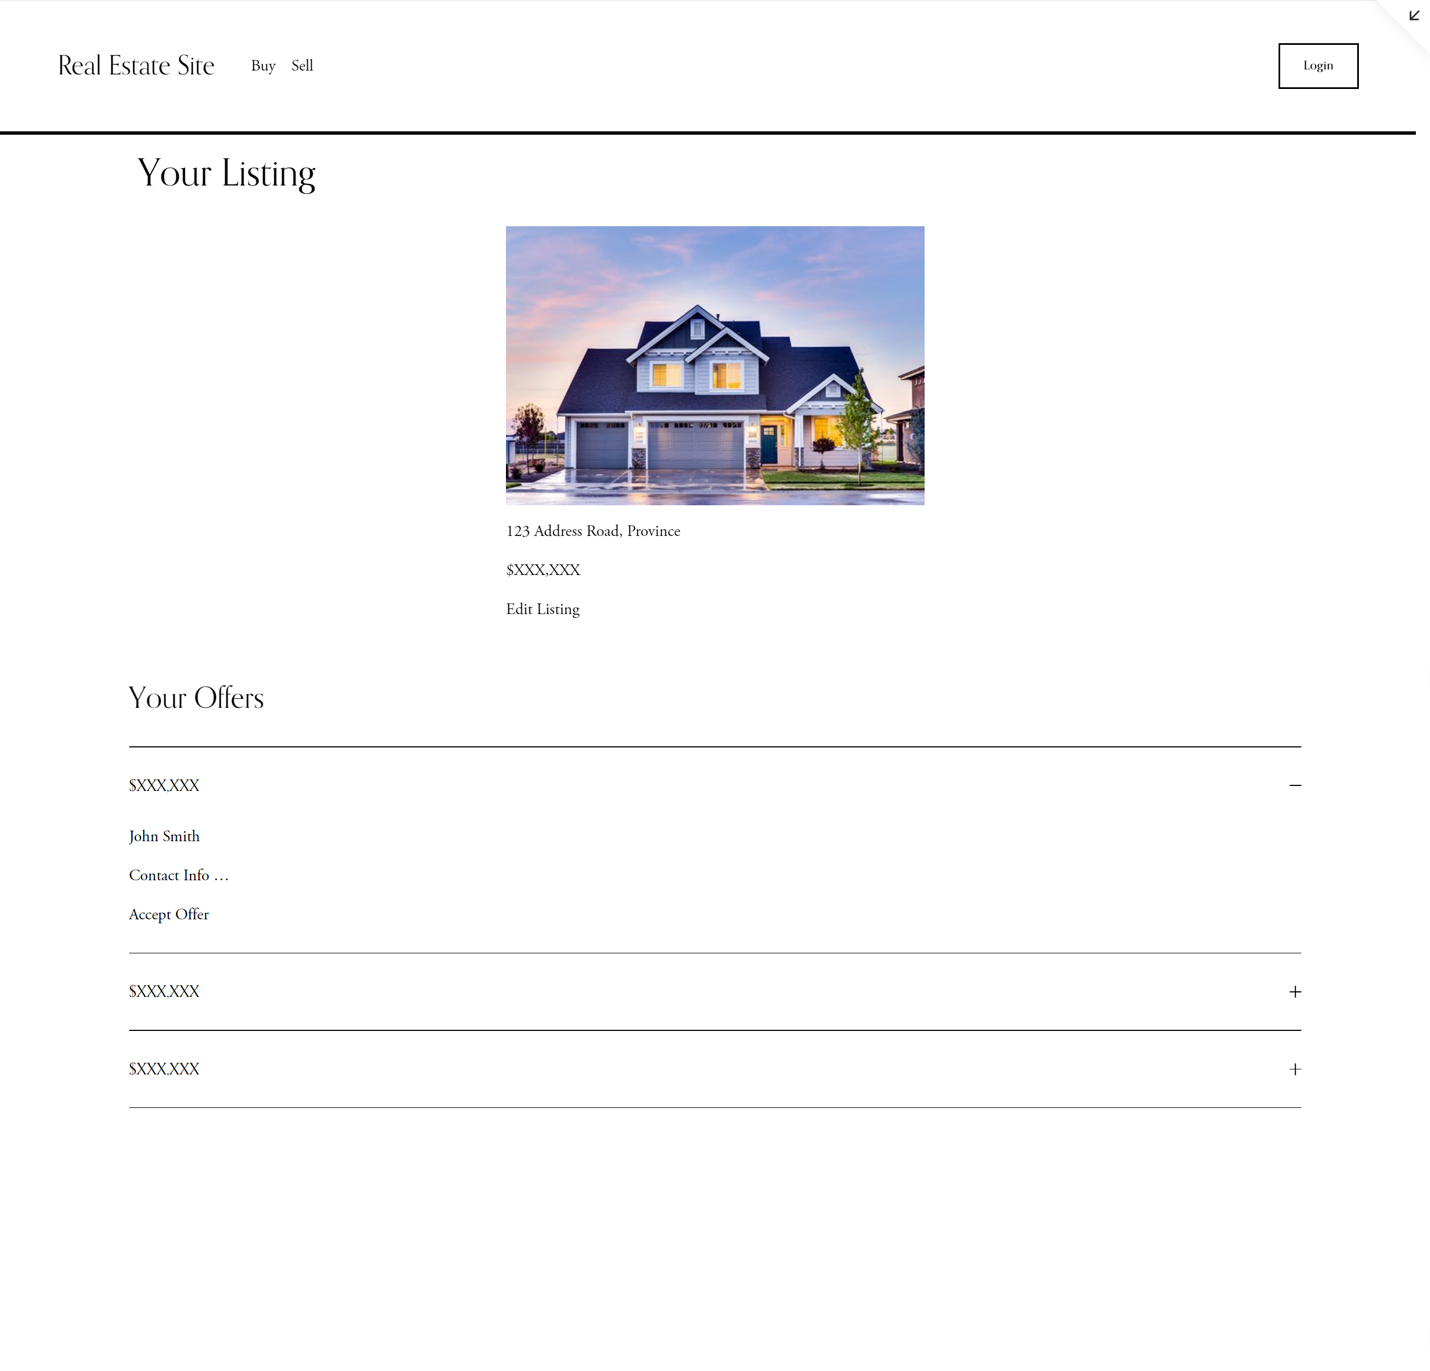 Real Estate Site
Buy
Sell
Login
Your Listing
123 Address Road, Province
$XXX,XXX
Edit Listing
Your Offers
$XXX,XXX
John Smith
Contact Info …
Accept Offer
$XXX,XXX
$XXX,XXX